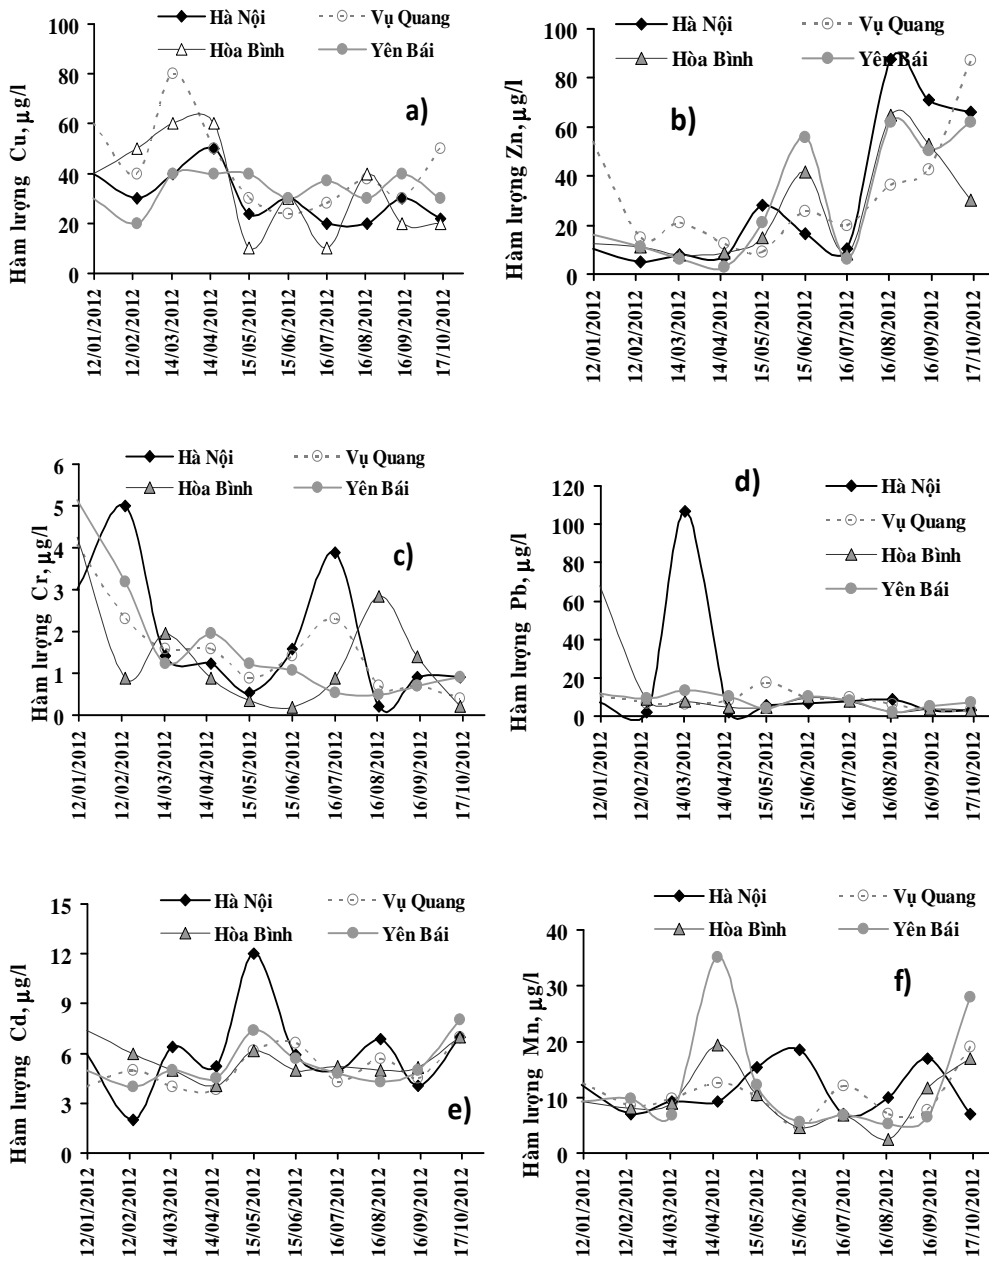 Hà Nội
Vụ Quang
Hòa Bình
Yên Bái
a)
Hàm lượng Cu, µg/l
100
80
60
40
20
0
12/01/2012
12/02/2012
14/03/2012
14/04/2012
15/05/2012
15/06/2012
16/07/2012
16/08/2012
16/09/2012
17/10/2012
Hà Nội
Vụ Quang
Hòa Bình
Yên Bái
b)
Hàm lượng Zn, µg/l
100
80
60
40
20
0
12/01/2012
12/02/2012
14/03/2012
14/04/2012
15/05/2012
15/06/2012
16/07/2012
16/08/2012
16/09/2012
17/10/2012
Hà Nội
Vụ Quang
Hòa Bình
Yên Bái
c)
Hàm lượng Cr, µg/l
6
5
4
3
2
1
0
12/01/2012
12/02/2012
14/03/2012
14/04/2012
15/05/2012
15/06/2012
16/07/2012
16/08/2012
16/09/2012
17/10/2012
d)
Hà Nội
Vụ Quang
Hòa Bình
Yên Bái
Hàm lượng Pb, µg/l
120
100
80
60
40
20
0
12/01/2012
12/02/2012
14/03/2012
14/04/2012
15/05/2012
15/06/2012
16/07/2012
16/08/2012
16/09/2012
17/10/2012
Hà Nội
Vụ Quang
Hòa Bình
Yên Bái
e)
Hàm lượng Cd, µg/l
15
12
9
6
3
0
12/01/2012
12/02/2012
14/03/2012
14/04/2012
15/05/2012
15/06/2012
16/07/2012
16/08/2012
16/09/2012
17/10/2012
Hà Nội
Vụ Quang
Hòa Bình
Yên Bái
f)
Hàm lượng Mn, µg/l
40
30
20
10
0
12/01/2012
12/02/2012
14/03/2012
14/04/2012
15/05/2012
15/06/2012
16/07/2012
16/08/2012
16/09/2012
17/10/2012